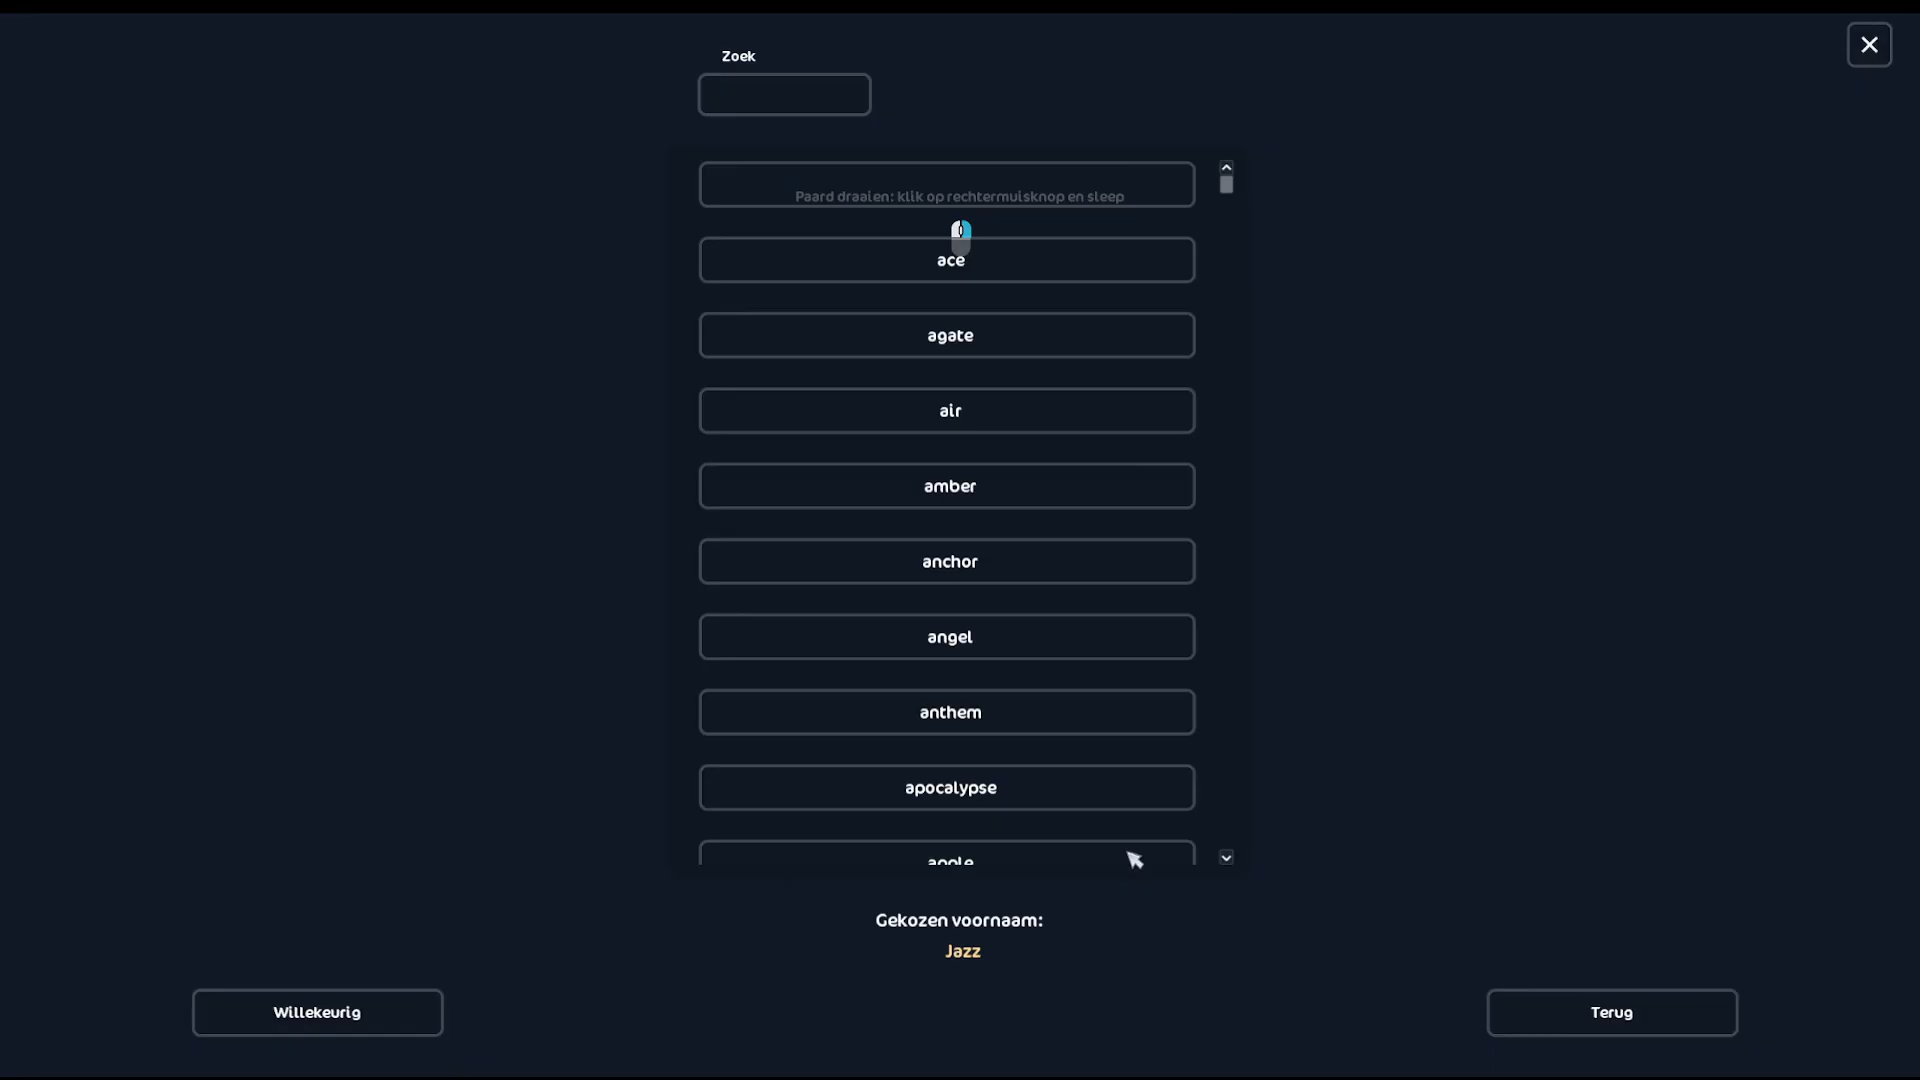 Zoek
Paard draaien: klik op rechtermuisknop en sleep
ace
agate
air
amber
anchor
angel
anthem
apocalypse
apple
Gekozen voornaam:
Jazz
Willekeurig
Terug